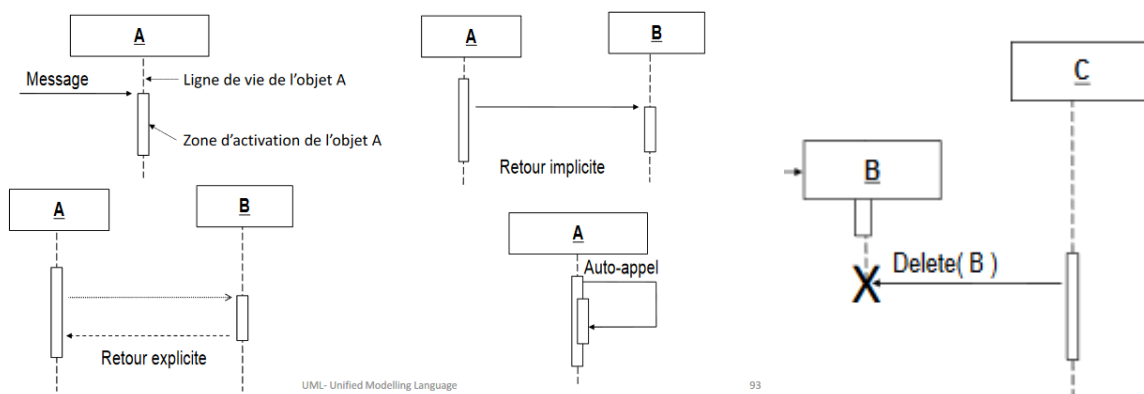 A
Message
Ligne de vie de l'objet A
Zone d'activation de l'objet A
A
B
Retour implicite
A
B
Retour explicite
A
Auto-appel
B
C
Delete( B )
X
UML- Unified Modelling Language
93